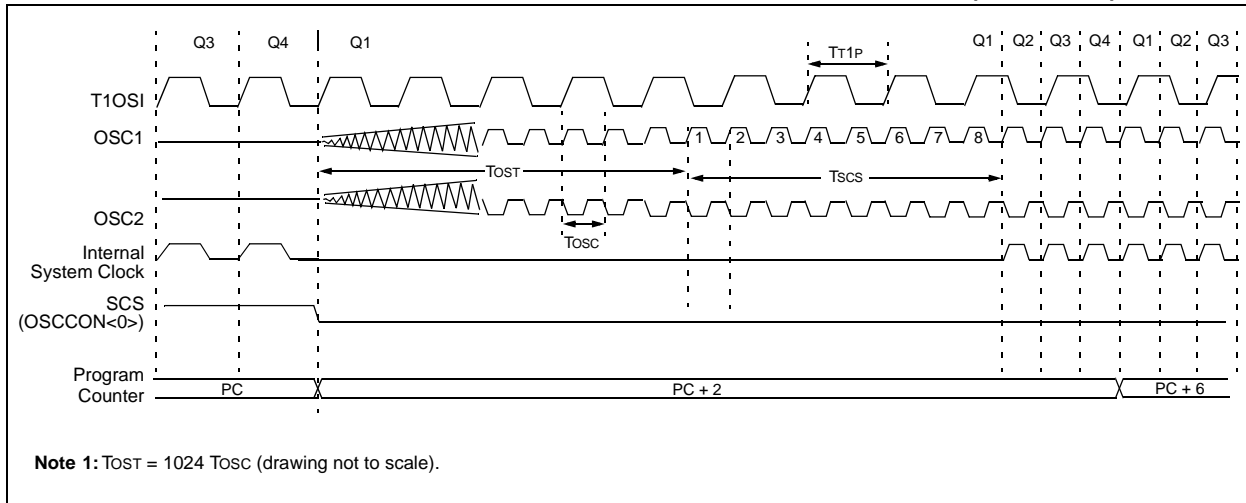 Q3 Q4 Q1 Q1 Q2 Q3 Q4 Q1 Q2 Q3
TT1P
T1OSI
OSC1
1 2 3 4 5 6 7 8
TOST TSCS
OSC2
TOSC
Internal
System Clock
SCS
(OSCCON<0>)
Program
Counter
PC PC + 2 PC + 6
Note 1: TOST = 1024 TOSC (drawing not to scale).